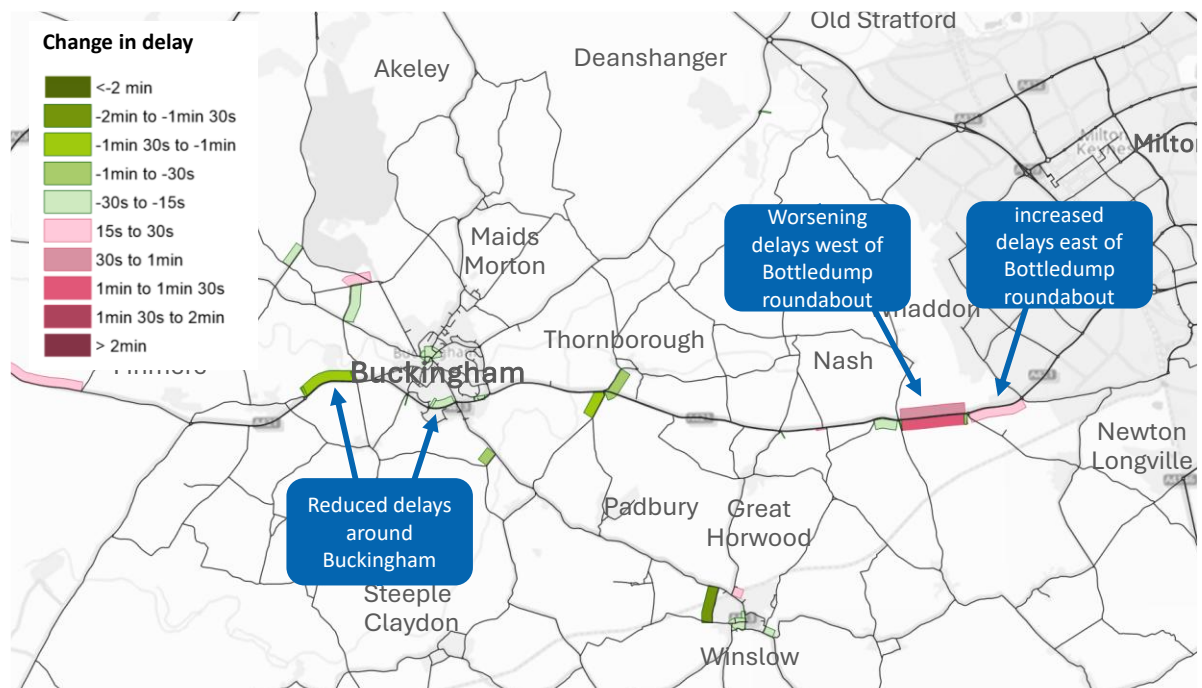 Change in delay
<-2 min
-2min to -1min 30s
-1min 30s to -1min
-1min to -30s
-30s to -15s
15s to 30s
30s to 1min
1min to 1min 30s
1min 30s to 2min
> 2min
Old Stratford
Deanshanger
Akeley
Milton
Keynes
Milton
Maids
Morton
Worsening
delays west of
Bottledump
roundabout
increased
delays east of
Bottledump
roundabout
Thornborough
Nash
Buckingham
Newton
Longville
Reduced delays
around
Buckingham
Padbury
Great
Horwood
Steeple
Claydon
Winslow